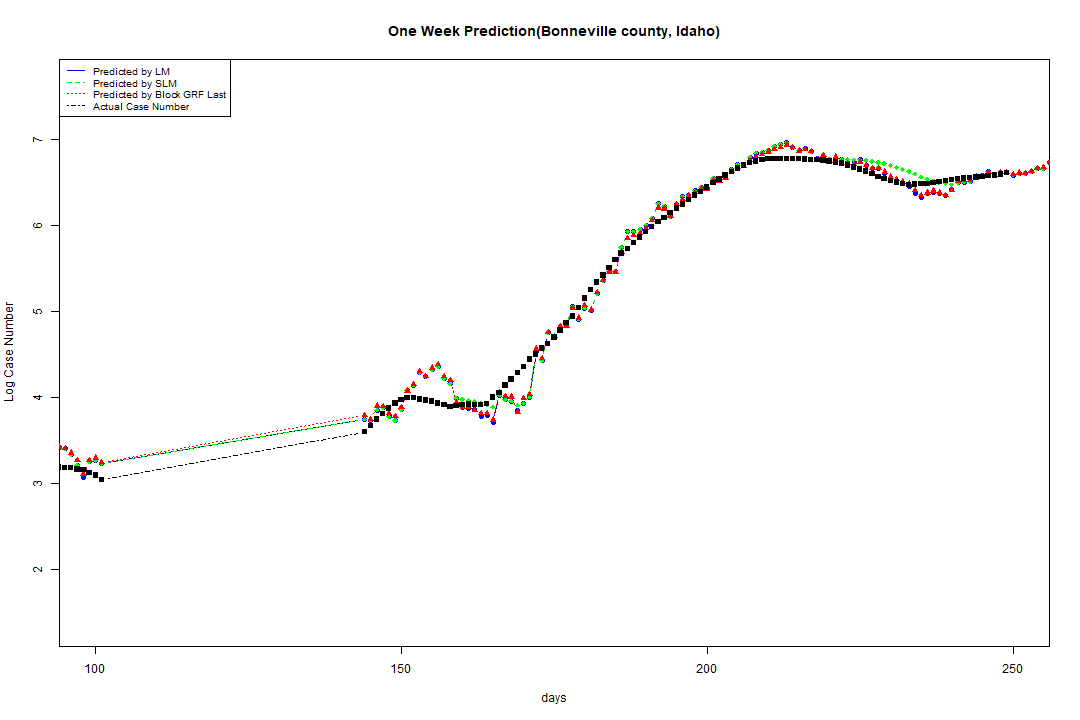 One Week Prediction(Bonneville county, Idaho)
Predicted by LM
Predicted by SLM
Predicted by Block GRF Last
Actual Case Number
7
6
5
4
3
2
Log Case Number
100 150 200 250
days